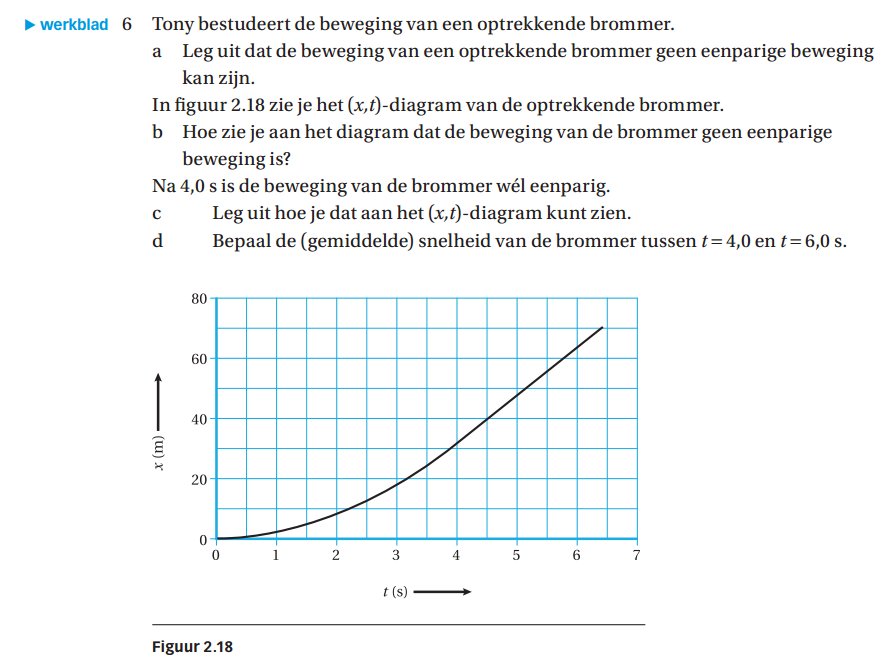 ▶ werkblad 6 Tony bestudeert de beweging van een optrekkende brommer.
a Leg uit dat de beweging van een optrekkende brommer geen eenparige beweging
kan zijn.
In figuur 2.18 zie je het (x,t)-diagram van de optrekkende brommer.
b Hoe zie je aan het diagram dat de beweging van de brommer geen eenparige
beweging is?
Na 4,0 s is de beweging van de brommer wél eenparig.
c Leg uit hoe je dat aan het (x,t)-diagram kunt zien.
d Bepaal de (gemiddelde) snelheid van de brommer tussen t = 4,0 en t = 6,0 s.
80
60
40
20
0
x (m)
0 1 2 3 4 5 6 7
t (s)
Figuur 2.18